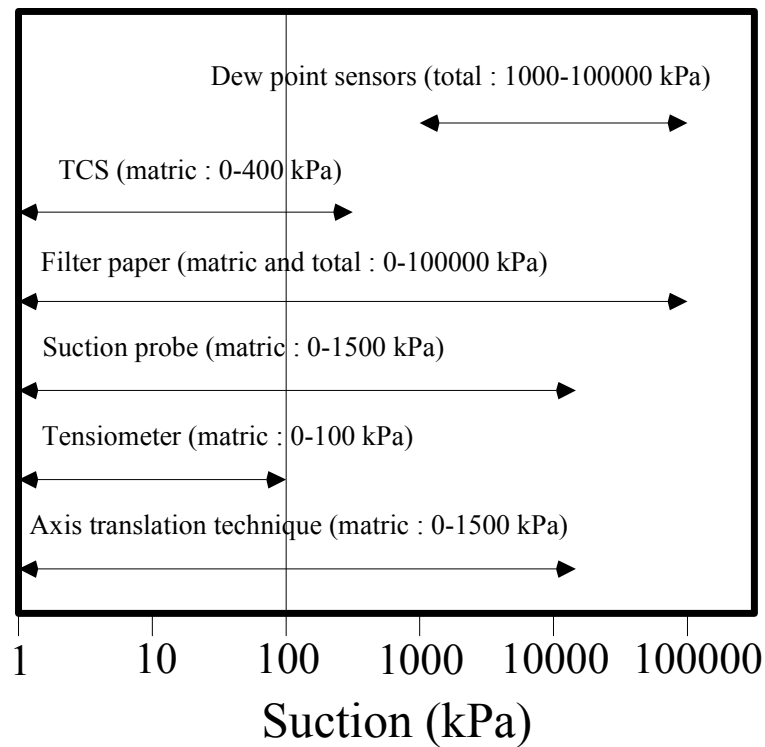 Dew point sensors (total : 1000-100000 kPa)
TCS (matric : 0-400 kPa)
Filter paper (matric and total : 0-100000 kPa)
Suction probe (matric : 0-1500 kPa)
Tensiometer (matric : 0-100 kPa)
Axis translation technique (matric : 0-1500 kPa)
1 10 100 1000 10000 100000
Suction (kPa)